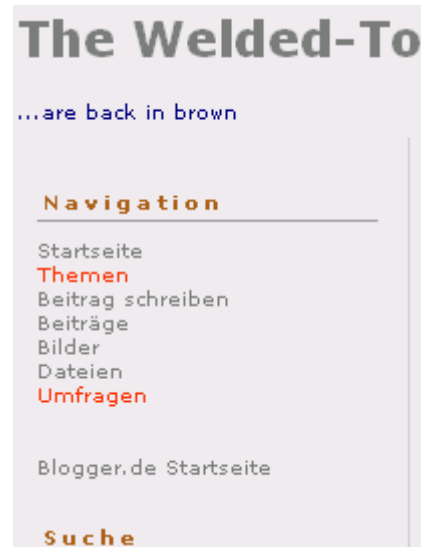 The Welded-To
...are back in brown
Navigation
Startseite
Themen
Beitrag schreiben
Beiträge
Bilder
Dateien
Umfragen
Blogger.de Startseite
Suche